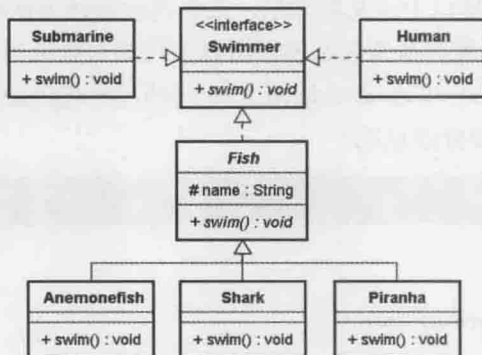 Submarine
+ swim() : void
<<interface>>
Swimmer
+ swim() : void
Human
+ swim() : void
Fish
# name : String
+ swim() : void
Anemonefish
+ swim() : void
Shark
+ swim() : void
Piranha
+ swim() : void